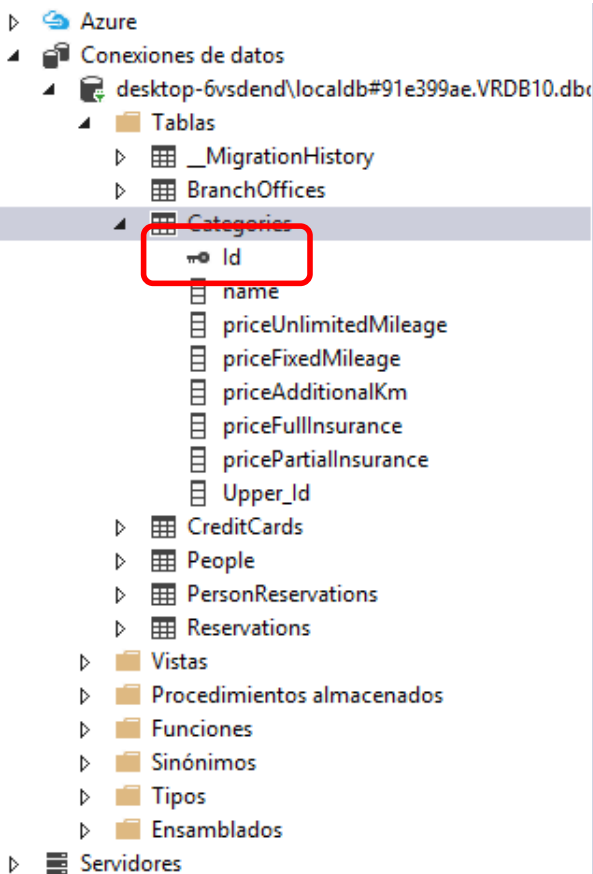 Azure
Conexiones de datos
desktop-6vsdend\localdb#91e399ae.VRDB10.dbo
Tablas
__MigrationHistory
BranchOffices
Categories
Id
name
priceUnlimitedMileage
priceFixedMileage
priceAdditionalKm
priceFullInsurance
pricePartialInsurance
Upper_Id
CreditCards
People
PersonReservations
Reservations
Vistas
Procedimientos almacenados
Funciones
Sinónimos
Tipos
Ensamblados
Servidores